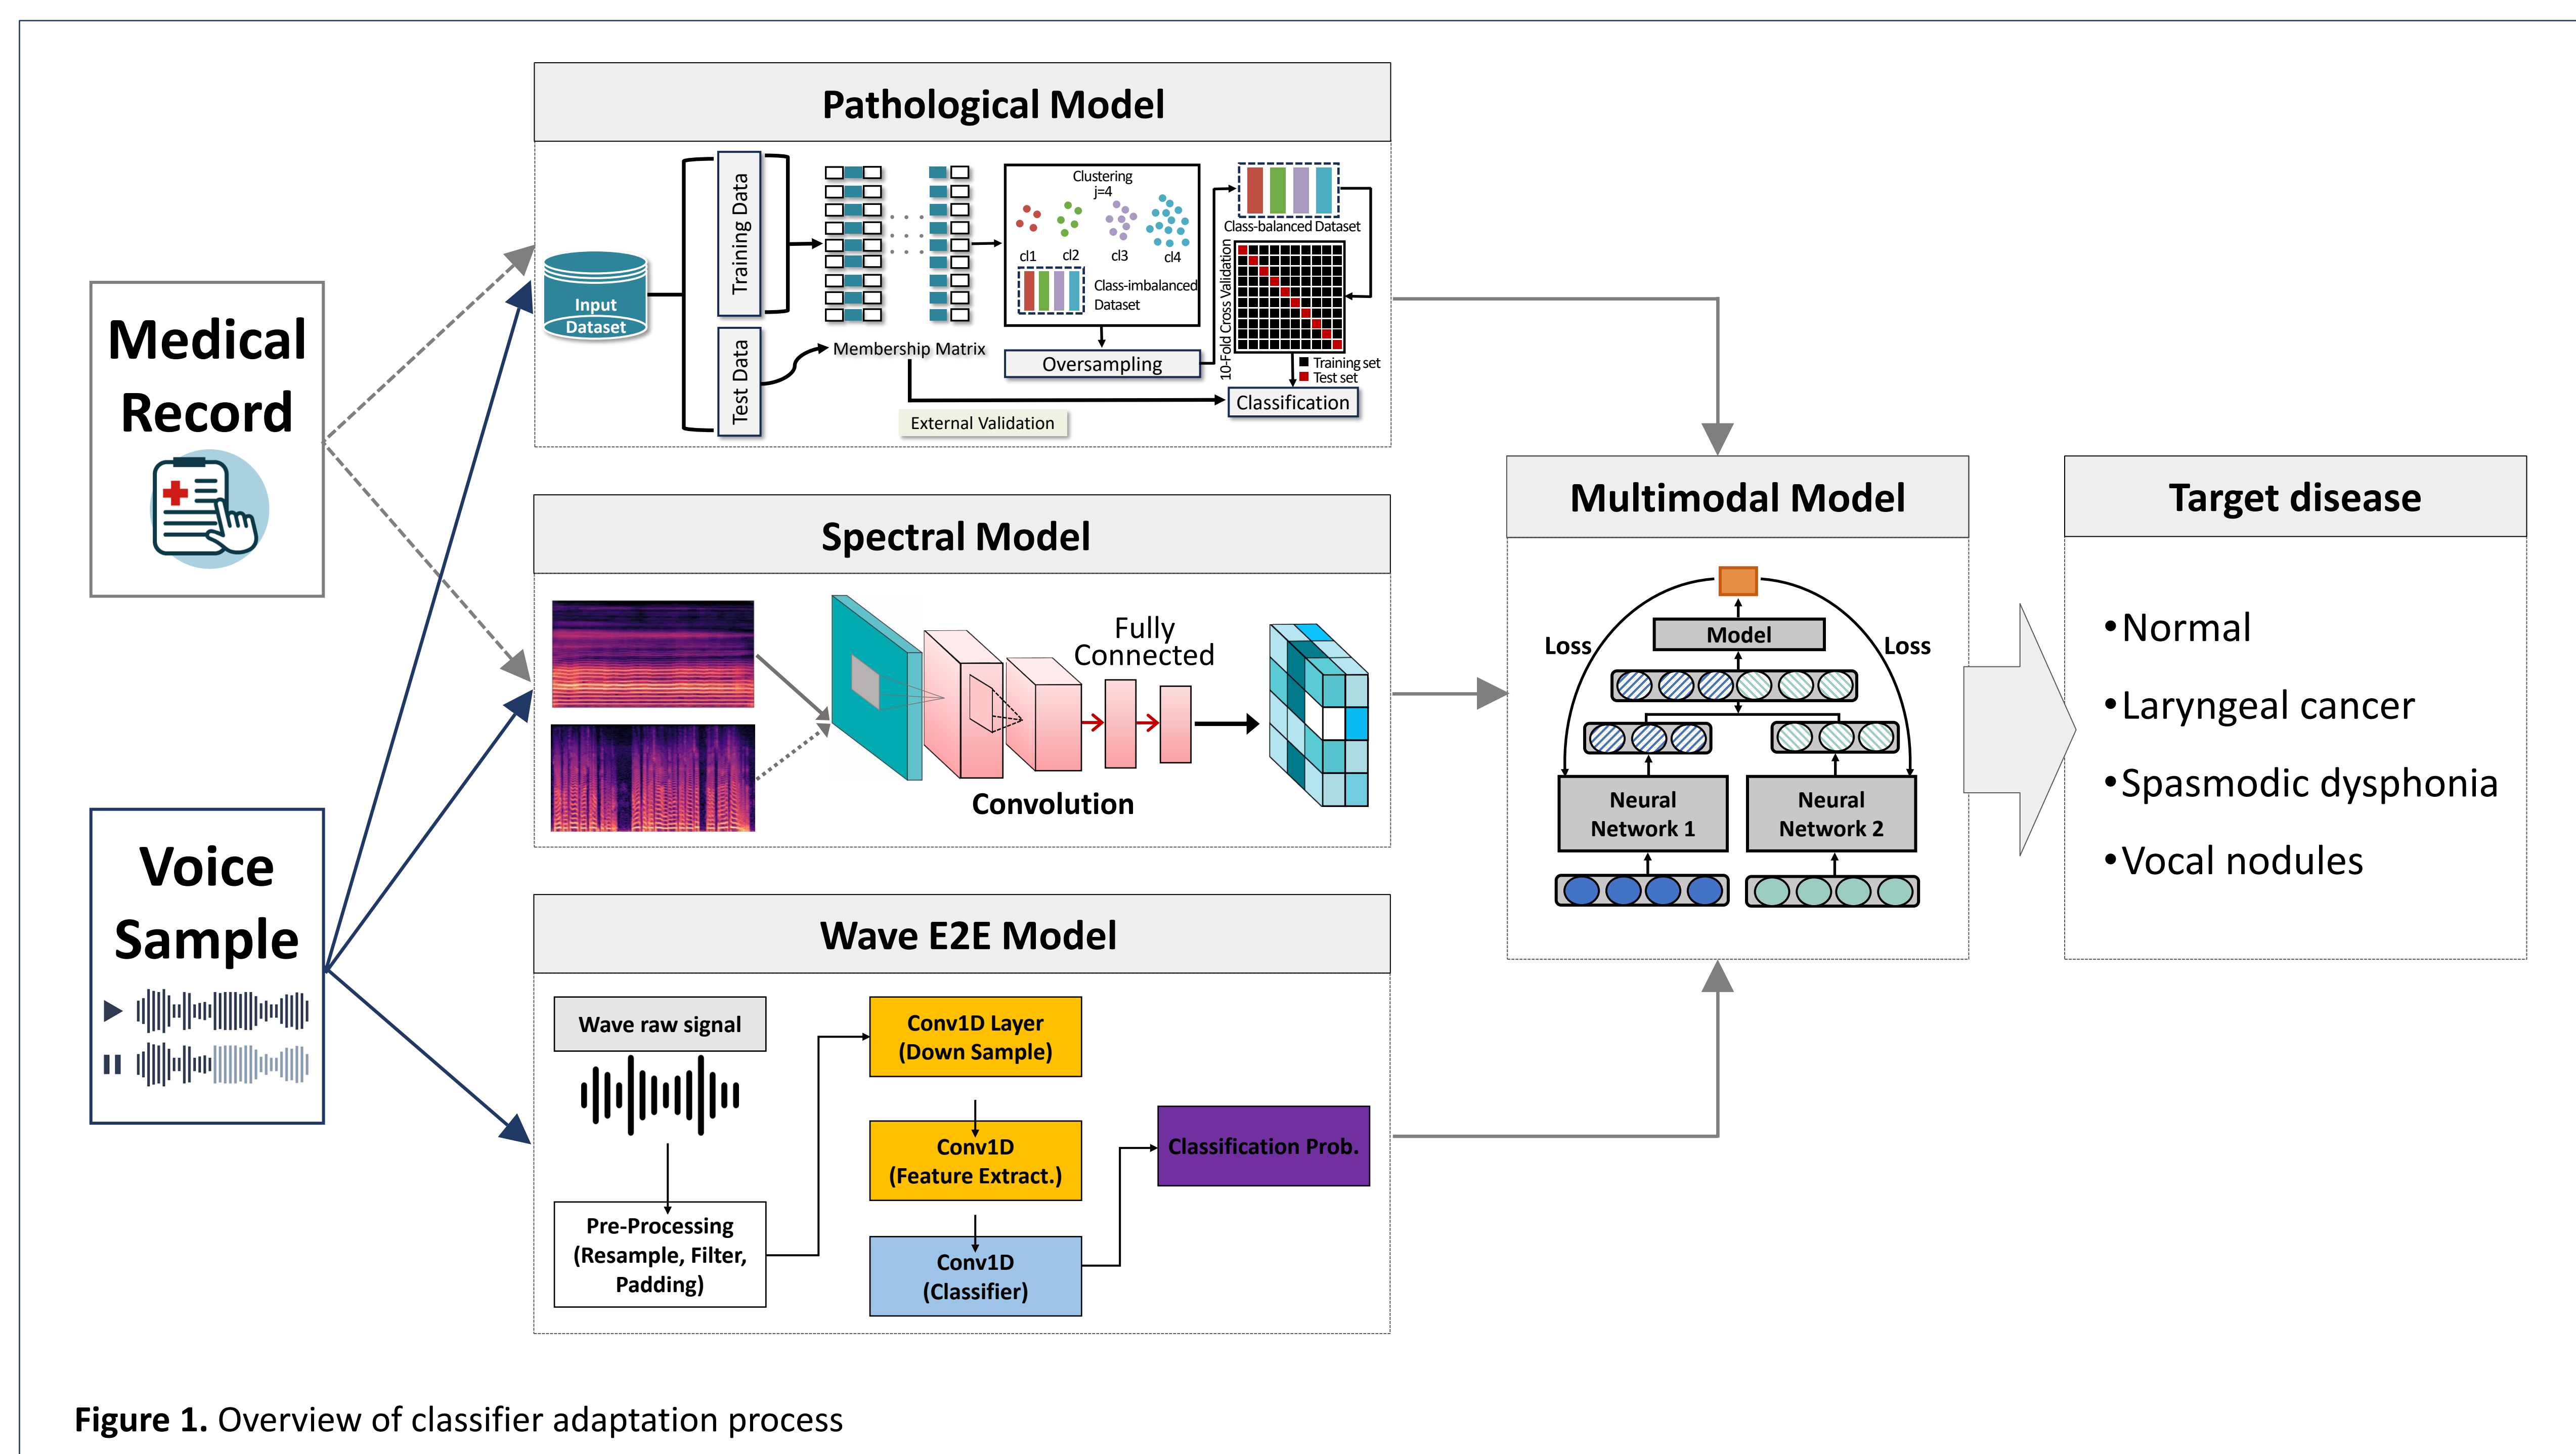 Medical
Record
Voice
Sample
Pathological Model
Input
Dataset
Training Data
Test Data
Membership Matrix
Clustering
j=4
cl1
cl2
cl3
cl4
Class-imbalanced
Dataset
Oversampling
Class-balanced Dataset
10-Fold Cross Validation
Training set
Test set
Classification
External Validation
Spectral Model
Fully
Connected
Convolution
Wave E2E Model
Wave raw signal
Pre-Processing
(Resample, Filter,
Padding)
Conv1D Layer
(Down Sample)
Conv1D
(Feature Extract.)
Conv1D
(Classifier)
Classification Prob.
Multimodal Model
Loss
Model
Loss
Neural
Network 1
Neural
Network 2
Target disease
•Normal
•Laryngeal cancer
•Spasmodic dysphonia
•Vocal nodules
Figure 1. Overview of classifier adaptation process